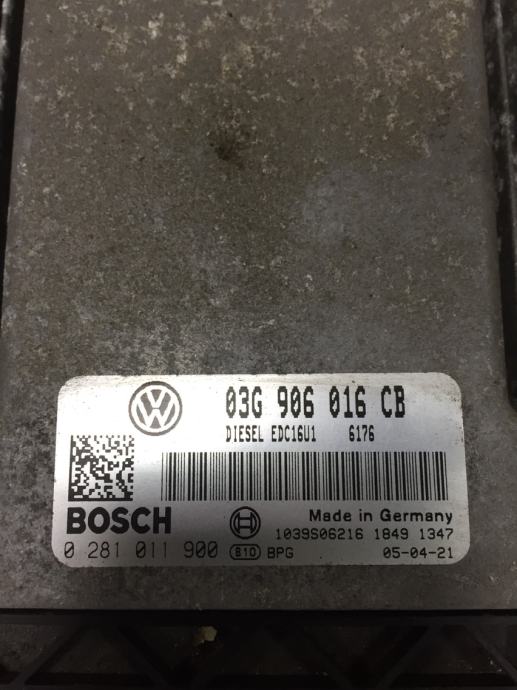 03G 906 016 CB
DIESEL EDC16U1 6176
BOSCH
Made in Germany
1039S06216 1849 1347
0 281 011 900 B10 BPG 05-04-21